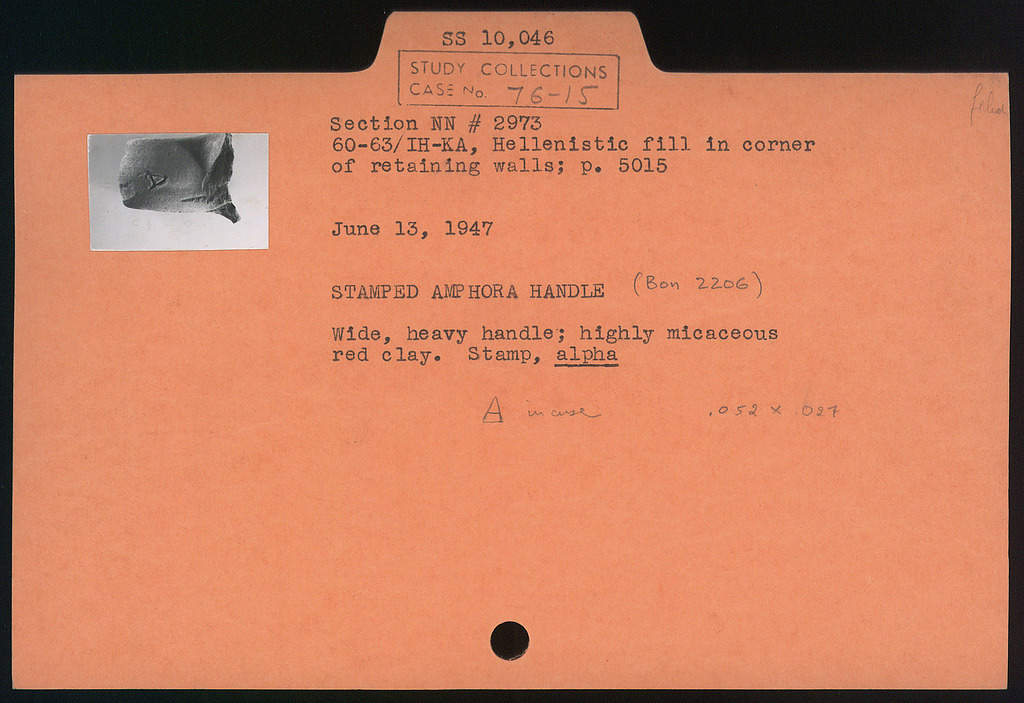 SS 10,046
STUDY COLLECTIONS
CASE No. 76-15
filed
Section NN # 2973
60-63/IH-KA, Hellenistic fill in corner
of retaining walls; p. 5015
June 13, 1947
STAMPED AMPHORA HANDLE (Bon 2206)
Wide, heavy handle; highly micaceous
red clay. Stamp, alpha
A incuse .052 x .027